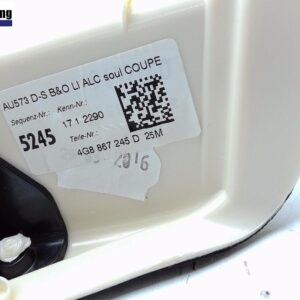 AU573 D-S B&O LI ALC soul COUPE
Sequenz-Nr.: Kenn-Nr.:
5245 17 1 2290
Teile-Nr.:
4G8 867 245 D 25M
2016